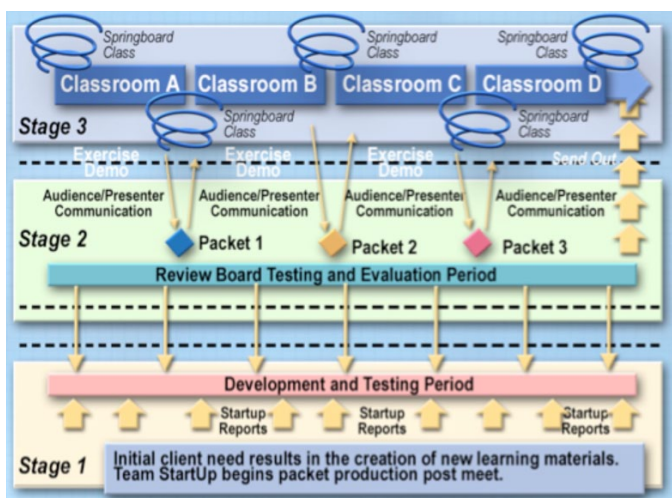 Springboard
Class
Springboard
Class
Springboard
Class
Classroom A
Classroom B
Classroom C
Classroom D
Springboard
Class
Springboard
Class
Stage 3
Exercise
Demo
Exercise
Demo
Exercise
Demo
Send Out
Audience/Presenter
Communication
Audience/Presenter
Communication
Audience/Presenter
Communication
Audience/Presenter
Communication
Stage 2
Packet 1
Packet 2
Packet 3
Review Board Testing and Evaluation Period
Development and Testing Period
Startup
Reports
Startup
Reports
Startup
Reports
Stage 1
Initial client need results in the creation of new learning materials.
Team StartUp begins packet production post meet.